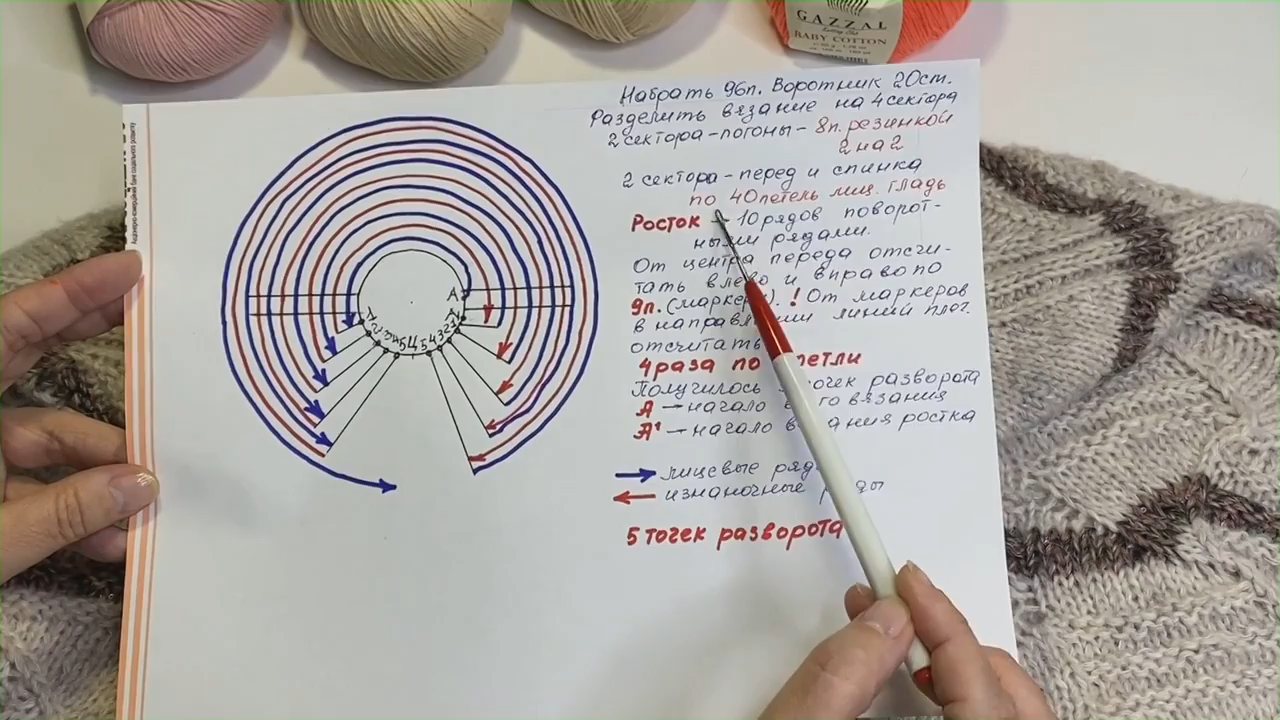 GAZZAL
BABY COTTON
Набрать 96п. Воротник 20см.
Разделить вязание на 4 сектора
2 сектора - погоны - 8п. резинкой
2 на 2
2 сектора - перед и спинка
по 40 петель лиц. гладь
Росток - 10 рядов поворот-
ными рядами.
От центра переда отсчи-
тать влево и вправо по
9п. (маркеры). ! От маркеров
в направлении линий плеч.
отсчитать
4 раза по петли
Получилось точек разворота
А — начало вязания
А¹ — начало вязания ростка
лицевые ряды
изнаночные ряды
5 точек разворота